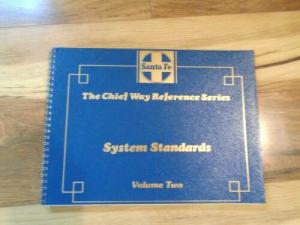 Santa Fe
The Chief Way Reference Series
System Standards
Volume Two